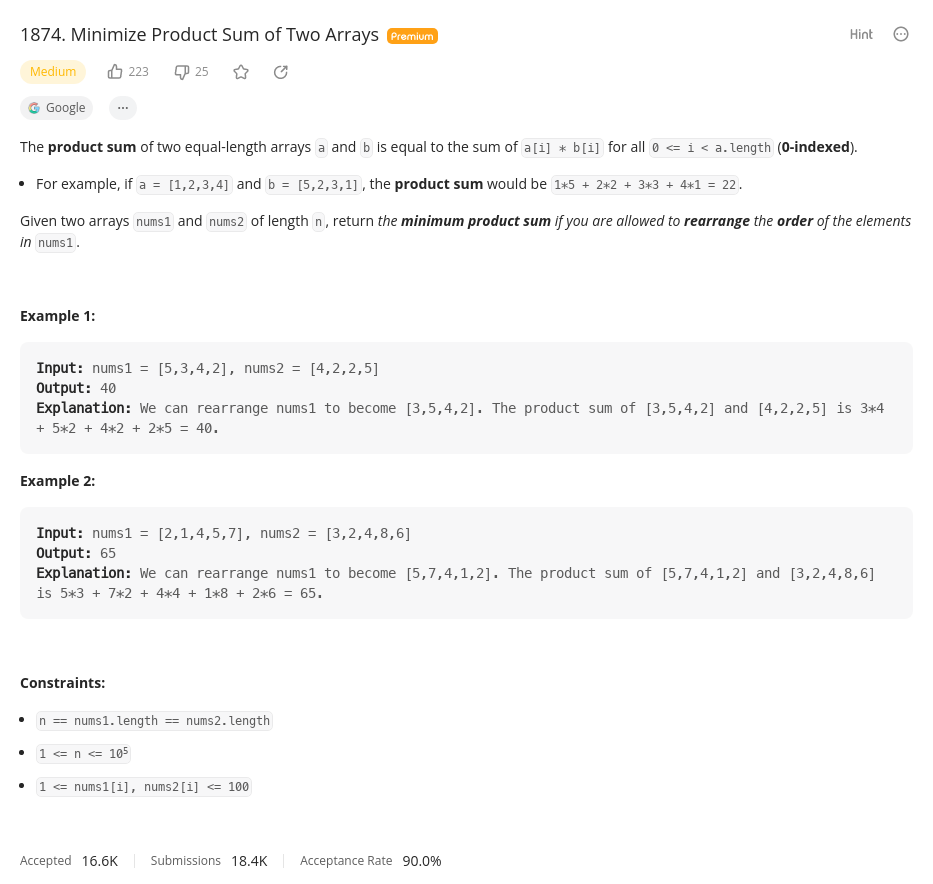 1874. Minimize Product Sum of Two Arrays Premium Hint
Medium 223 25
Google ...
The product sum of two equal-length arrays a and b is equal to the sum of a[i] * b[i] for all 0 <= i < a.length (0-indexed).
• For example, if a = [1,2,3,4] and b = [5,2,3,1], the product sum would be 1*5 + 2*2 + 3*3 + 4*1 = 22.
Given two arrays nums1 and nums2 of length n, return the minimum product sum if you are allowed to rearrange the order of the elements
in nums1.
Example 1:
Input: nums1 = [5,3,4,2], nums2 = [4,2,2,5]
Output: 40
Explanation: We can rearrange nums1 to become [3,5,4,2]. The product sum of [3,5,4,2] and [4,2,2,5] is 3*4
+ 5*2 + 4*2 + 2*5 = 40.
Example 2:
Input: nums1 = [2,1,4,5,7], nums2 = [3,2,4,8,6]
Output: 65
Explanation: We can rearrange nums1 to become [5,7,4,1,2]. The product sum of [5,7,4,1,2] and [3,2,4,8,6]
is 5*3 + 7*2 + 4*4 + 1*8 + 2*6 = 65.
Constraints:
• n == nums1.length == nums2.length
• 1 <= n <= 10⁵
• 1 <= nums1[i], nums2[i] <= 100
Accepted 16.6K Submissions 18.4K Acceptance Rate 90.0%